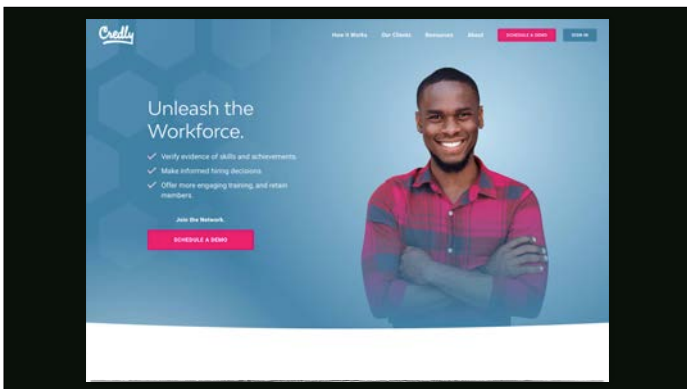 Credly
How it Works Our Clients Resources About SCHEDULE A DEMO SIGN IN
Unleash the
Workforce.
Verify evidence of skills and achievements.
Make informed hiring decisions.
Offer more engaging training, and retain
members.
Join the Network.
SCHEDULE A DEMO